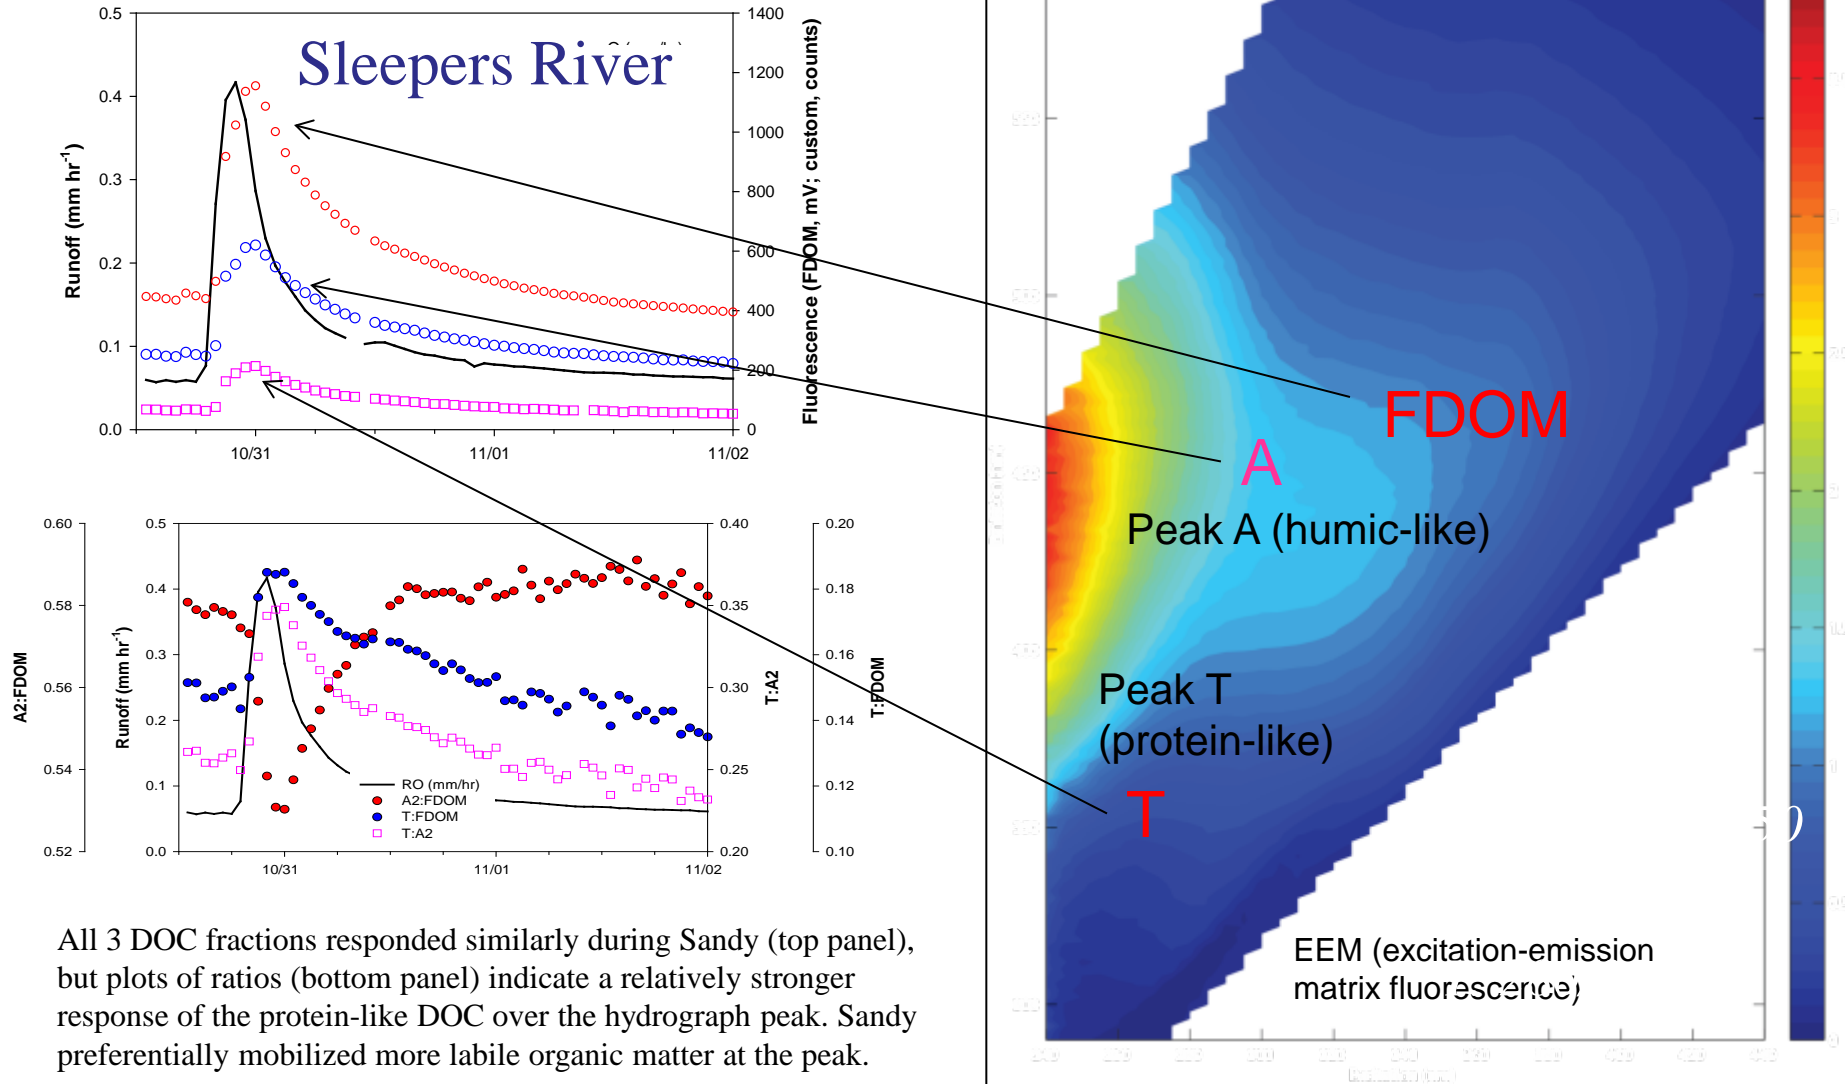 Sleepers River
0.5
0.4
0.3
0.2
0.1
0.0
Runoff (mm hr-1)
1400
1200
1000
800
600
400
200
0
Fluorescence (FDOM, mV; custom, counts)
10/31
11/01
11/02
0.60
0.58
0.56
0.54
0.52
A2:FDOM
0.5
0.4
0.3
0.2
0.1
0.0
Runoff (mm hr-1)
RO (mm/hr)
A2:FDOM
T:FDOM
T:A2
0.40
0.35
0.30
0.25
0.20
T:A2
0.20
0.18
0.16
0.14
0.12
0.10
T:FDOM
10/31
11/01
11/02
All 3 DOC fractions responded similarly during Sandy (top panel),
but plots of ratios (bottom panel) indicate a relatively stronger
response of the protein-like DOC over the hydrograph peak. Sandy
preferentially mobilized more labile organic matter at the peak.
FDOM
A
Peak A (humic-like)
Peak T
(protein-like)
T
EEM (excitation-emission
matrix fluorescence)